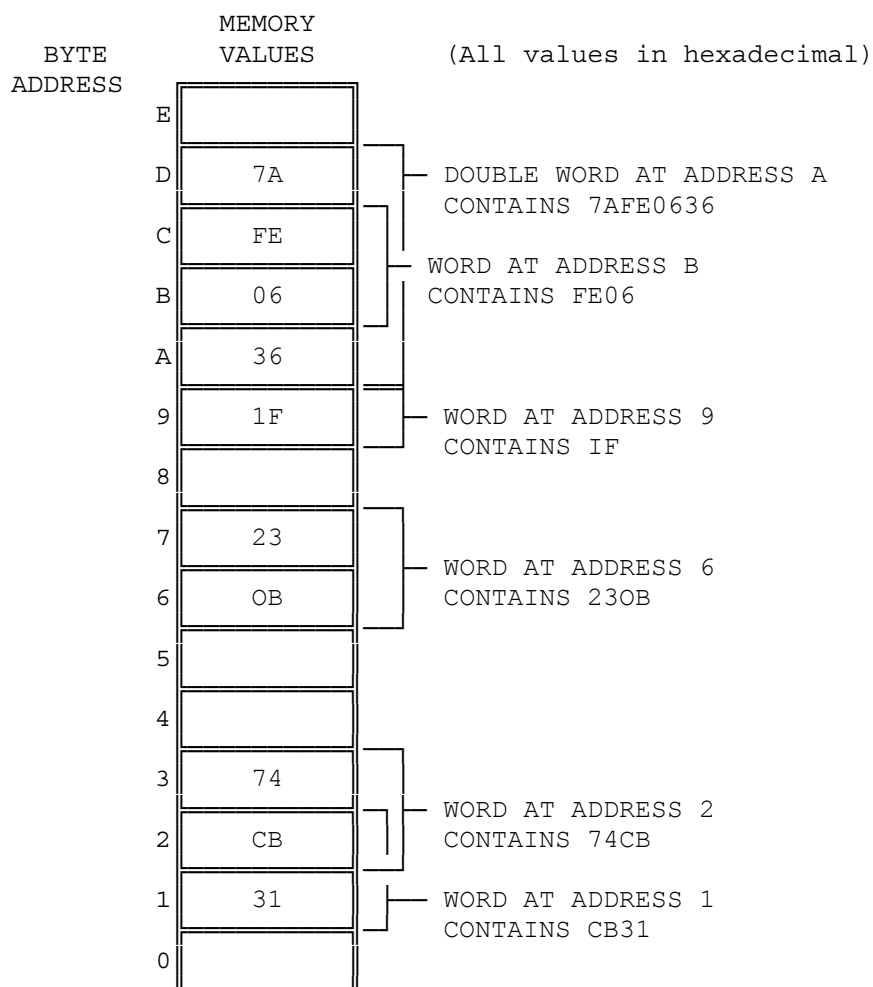 MEMORY
BYTE VALUES (All values in hexadecimal)
ADDRESS
E
D 7A DOUBLE WORD AT ADDRESS A
CONTAINS 7AFE0636
C FE
WORD AT ADDRESS B
B 06 CONTAINS FE06
A 36
9 1F WORD AT ADDRESS 9
CONTAINS IF
8
7 23
WORD AT ADDRESS 6
6 OB CONTAINS 23OB
5
4
3 74
WORD AT ADDRESS 2
2 CB CONTAINS 74CB
1 31 WORD AT ADDRESS 1
CONTAINS CB31
0